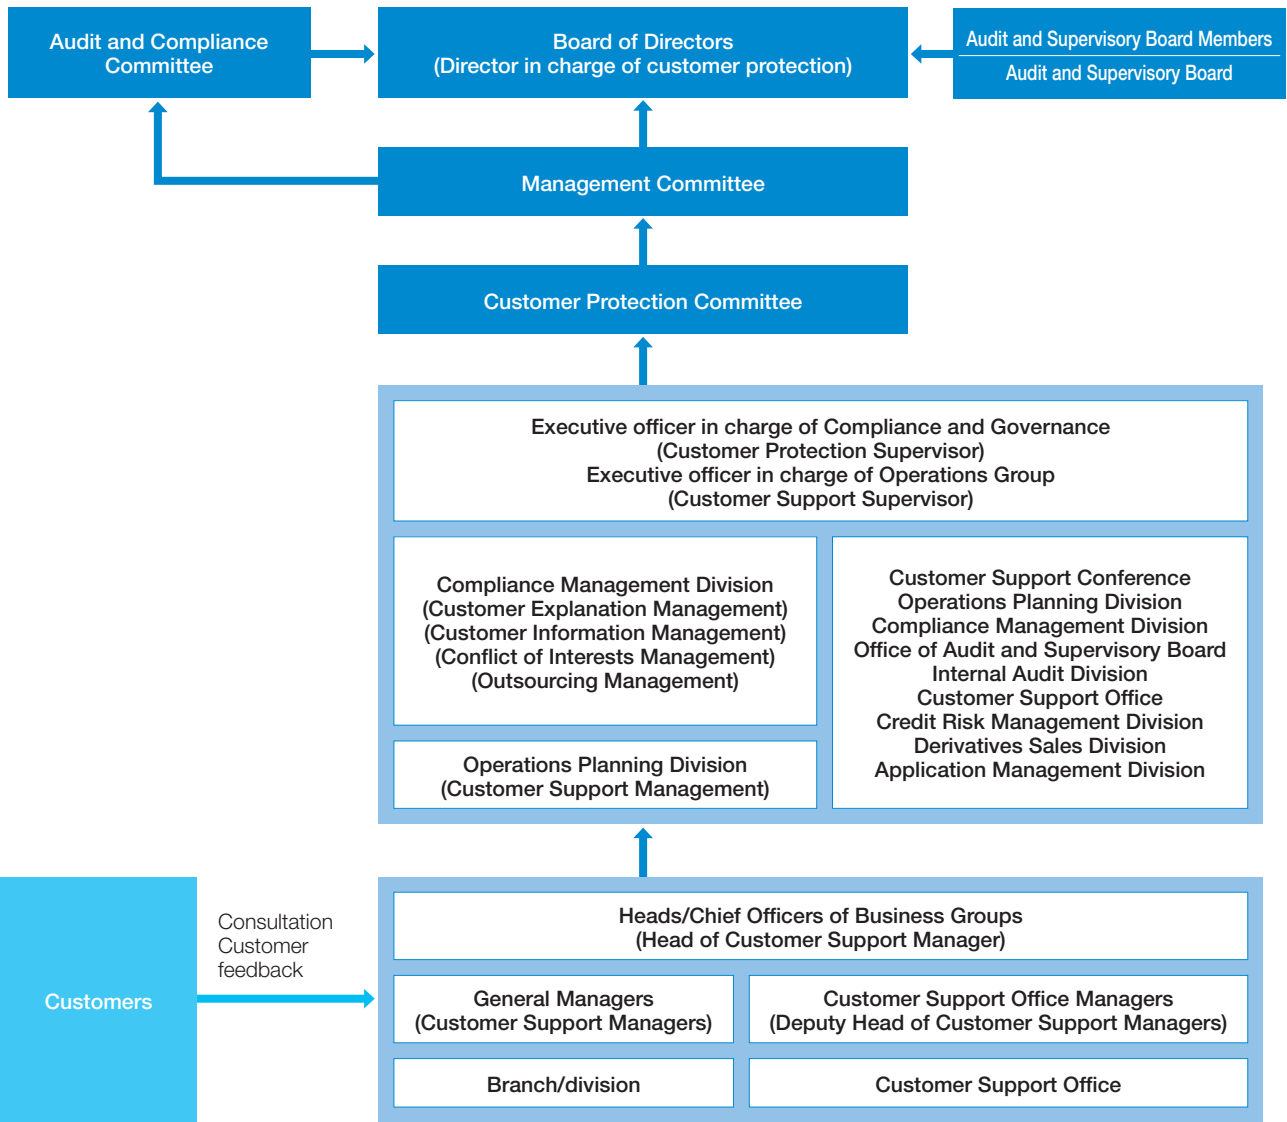 Audit and Compliance
Committee
Board of Directors
(Director in charge of customer protection)
Audit and Supervisory Board Members
Audit and Supervisory Board
Management Committee
Customer Protection Committee
Executive officer in charge of Compliance and Governance
(Customer Protection Supervisor)
Executive officer in charge of Operations Group
(Customer Support Supervisor)
Compliance Management Division
(Customer Explanation Management)
(Customer Information Management)
(Conflict of Interests Management)
(Outsourcing Management)
Operations Planning Division
(Customer Support Management)
Customer Support Conference
Operations Planning Division
Compliance Management Division
Office of Audit and Supervisory Board
Internal Audit Division
Customer Support Office
Credit Risk Management Division
Derivatives Sales Division
Application Management Division
Customers
Consultation
Customer
feedback
Heads/Chief Officers of Business Groups
(Head of Customer Support Manager)
General Managers
(Customer Support Managers)
Customer Support Office Managers
(Deputy Head of Customer Support Managers)
Branch/division
Customer Support Office